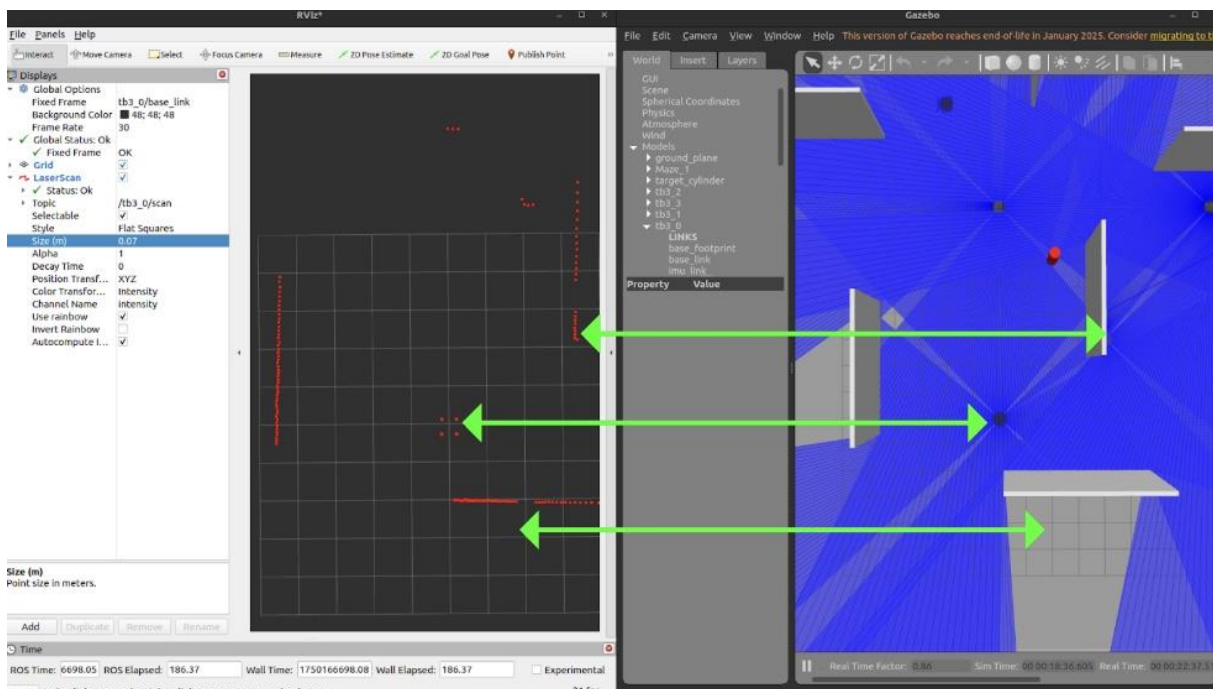 RViz*
File Panels Help
Interact Move Camera Select Focus Camera Measure 2D Pose Estimate 2D Goal Pose Publish Point
Displays
Global Options
Fixed Frame tb3_0/base_link
Background Color 48; 48; 48
Frame Rate 30
Global Status: Ok
Fixed Frame OK
Grid
LaserScan
Status: Ok
Topic /tb3_0/scan
Selectable
Style Flat Squares
Size (m) 0.07
Alpha 1
Decay Time 0
Position Transf... XYZ
Color Transfor... Intensity
Channel Name intensity
Use rainbow
Invert Rainbow
Autocompute I...
Size (m)
Point size in meters.
Add Duplicate Remove Rename
Time
ROS Time: 6698.05 ROS Elapsed: 186.37 Wall Time: 1750166698.08 Wall Elapsed: 186.37 Experimental
Gazebo
File Edit Camera View Window Help This version of Gazebo reaches end-of-life in January 2025. Consider migrating to t
World Insert Layers
GUI
Scene
Spherical Coordinates
Physics
Atmosphere
Wind
Models
ground_plane
Maze_1
target_cylinder
tb3_2
tb3_3
tb3_1
tb3_0
LINKS
base_footprint
base_link
imu_link
Property Value
Real Time Factor: 0.86 Sim Time: 00 00:18:36.605 Real Time: 00 00:22:37.5